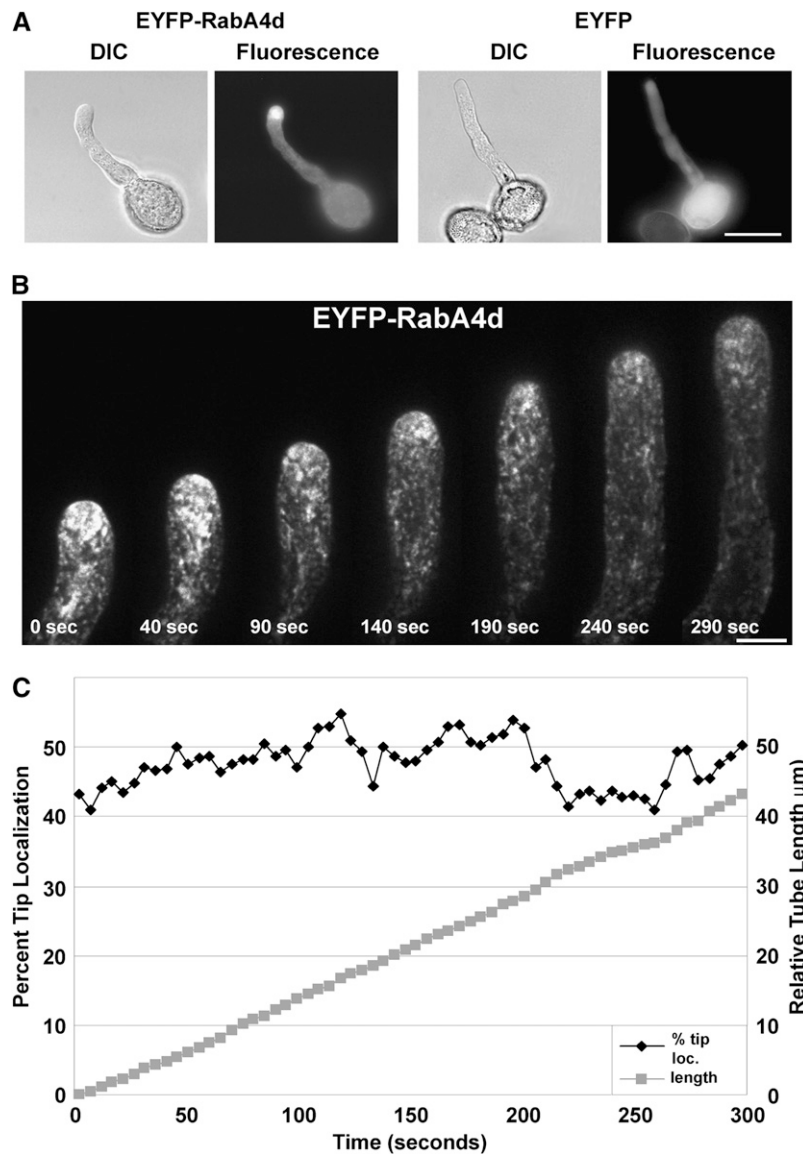 A
EYFP-RabA4d
EYFP
DIC
Fluorescence
DIC
Fluorescence
B
EYFP-RabA4d
0 sec
40 sec
90 sec
140 sec
190 sec
240 sec
290 sec
C
Percent Tip Localization
50
40
30
20
10
0
50
40
30
20
10
0
Relative Tube Length μm)
% tip
loc.
length
0
50
100
150
200
250
300
Time (seconds)